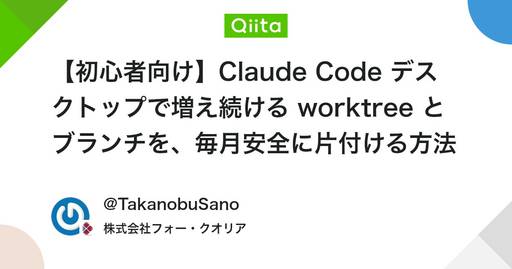 Qiita
【初心者向け】Claude Code デス
クトップで増え続ける worktree と
ブランチを、毎月安全に片付ける方法
@TakanobuSano
株式会社フォー・クオリア